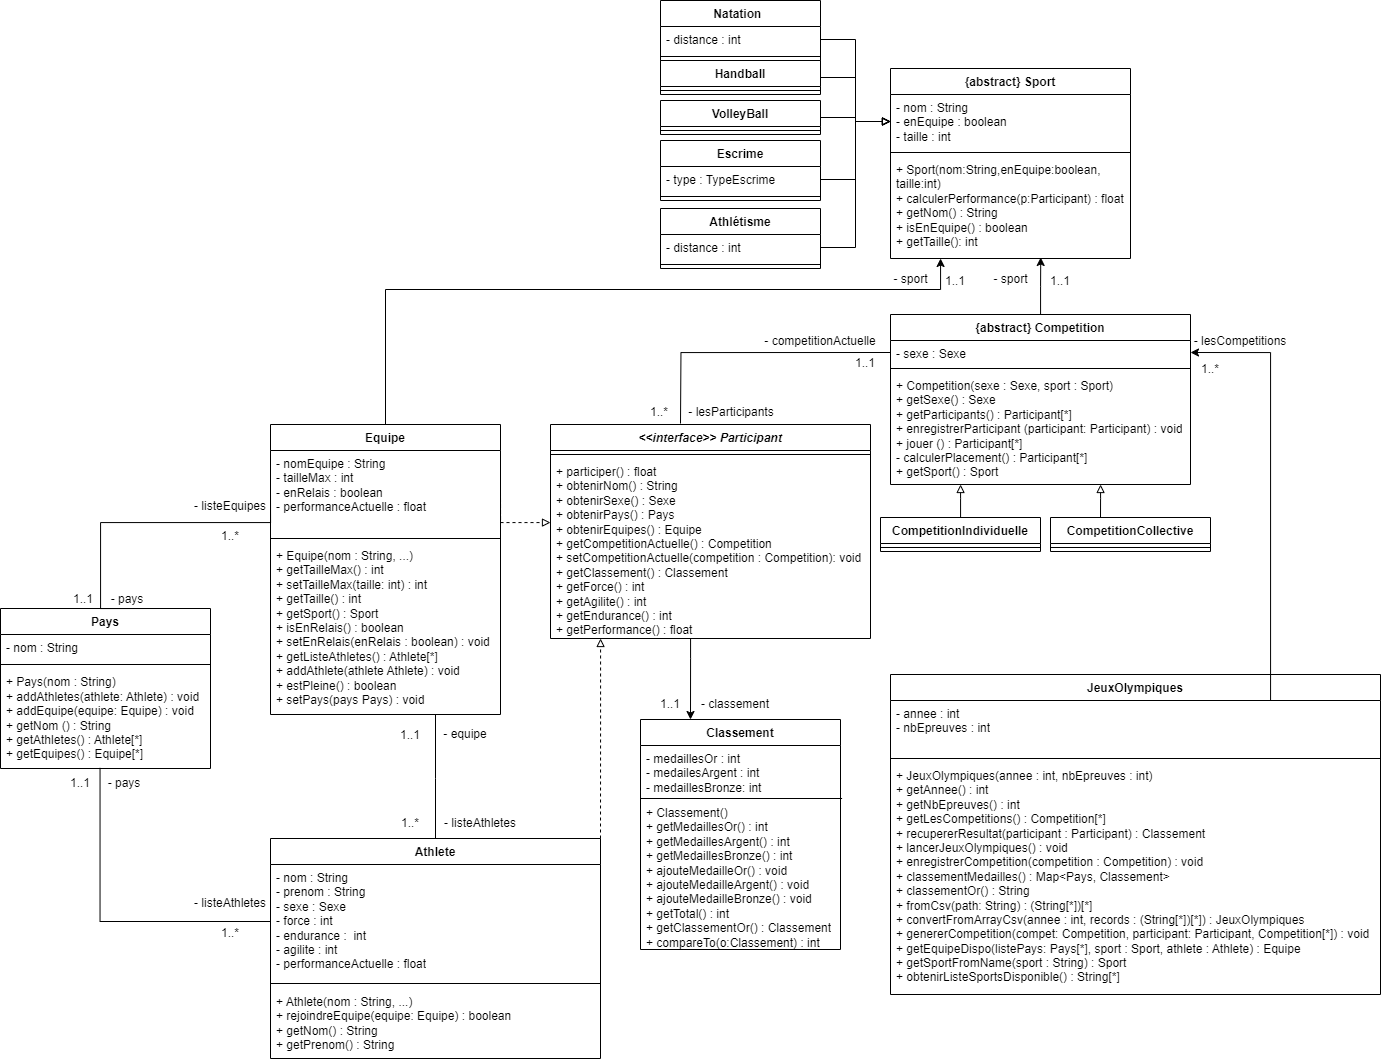 Natation
- distance : int
Handball
VolleyBall
Escrime
- type : TypeEscrime
Athlétisme
- distance : int
{abstract} Sport
- nom : String
- enEquipe : boolean
- taille : int
+ Sport(nom:String,enEquipe:boolean,
taille:int)
+ calculerPerformance(p:Participant) : float
+ getNom() : String
+ isEnEquipe() : boolean
+ getTaille(): int
- sport
1..1
- sport
1..1
{abstract} Competition
- sexe : Sexe
+ Competition(sexe : Sexe, sport : Sport)
+ getSexe() : Sexe
+ getParticipants() : Participant[*]
+ enregistrerParticipant (participant: Participant) : void
+ jouer () : Participant[*]
- calculerPlacement() : Participant[*]
+ getSport() : Sport
- competitionActuelle
1..1
- lesCompetitions
1..*
1..*
- lesParticipants
CompetitionIndividuelle
CompetitionCollective
Equipe
- nomEquipe : String
- tailleMax : int
- enRelais : boolean
- performanceActuelle : float
+ Equipe(nom : String, ...)
+ getTailleMax() : int
+ setTailleMax(taille: int) : int
+ getTaille() : int
+ getSport() : Sport
+ isEnRelais() : boolean
+ setEnRelais(enRelais : boolean) : void
+ getListeAthletes() : Athlete[*]
+ addAthlete(athlete Athlete) : void
+ estPleine() : boolean
+ setPays(pays Pays) : void
<<interface>> Participant
+ participer() : float
+ obtenirNom() : String
+ obtenirSexe() : Sexe
+ obtenirPays() : Pays
+ obtenirEquipes() : Equipe
+ getCompetitionActuelle() : Competition
+ setCompetitionActuelle(competition : Competition): void
+ getClassement() : Classement
+ getForce() : int
+ getAgilite() : int
+ getEndurance() : int
+ getPerformance() : float
- listeEquipes
1..*
1..1
- pays
Pays
- nom : String
+ Pays(nom : String)
+ addAthletes(athlete: Athlete) : void
+ addEquipe(equipe: Equipe) : void
+ getNom () : String
+ getAthletes() : Athlete[*]
+ getEquipes() : Equipe[*]
1..1
- pays
- listeAthletes
1..*
1..1
- equipe
1..*
- listeAthletes
Athlete
- nom : String
- prenom : String
- sexe : Sexe
- force : int
- endurance :  int
- agilite : int
- performanceActuelle : float
+ Athlete(nom : String, ...)
+ rejoindreEquipe(equipe: Equipe) : boolean
+ getNom() : String
+ getPrenom() : String
1..1
- classement
Classement
- medaillesOr : int
- medailesArgent : int
- medaillesBronze: int
+ Classement()
+ getMedaillesOr() : int
+ getMedaillesArgent() : int
+ getMedaillesBronze() : int
+ ajouteMedailleOr() : void
+ ajouteMedailleArgent() : void
+ ajouteMedailleBronze() : void
+ getTotal() : int
+ getClassementOr() : Classement
+ compareTo(o:Classement) : int
JeuxOlympiques
- annee : int
- nbEpreuves : int
+ JeuxOlympiques(annee : int, nbEpreuves : int)
+ getAnnee() : int
+ getNbEpreuves() : int
+ getLesCompetitions() : Competition[*]
+ recupererResultat(participant : Participant) : Classement
+ lancerJeuxOlympiques() : void
+ enregistrerCompetition(competition : Competition) : void
+ classementMedailles() : Map<Pays, Classement>
+ classementOr() : String
+ fromCsv(path: String) : (String[*])[*]
+ convertFromArrayCsv(annee : int, records : (String[*])[*]) : JeuxOlympiques
+ genererCompetition(compet: Competition, participant: Participant, Competition[*]) : void
+ getEquipeDispo(listePays: Pays[*], sport : Sport, athlete : Athlete) : Equipe
+ getSportFromName(sport : String) : Sport
+ obtenirListeSportsDisponible() : String[*]